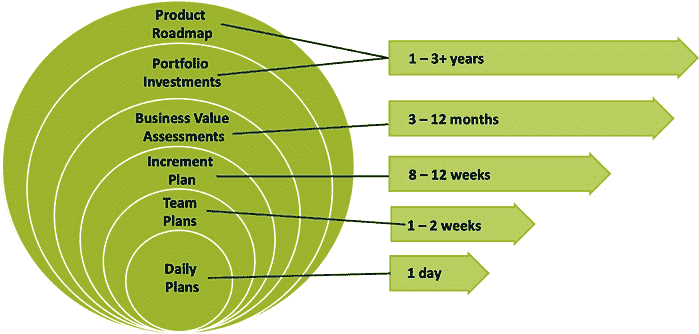 Product
Roadmap
Portfolio
Investments
1 – 3+ years
Business Value
Assessments
3 – 12 months
Increment
Plan
8 – 12 weeks
Team
Plans
1 – 2 weeks
Daily
Plans
1 day